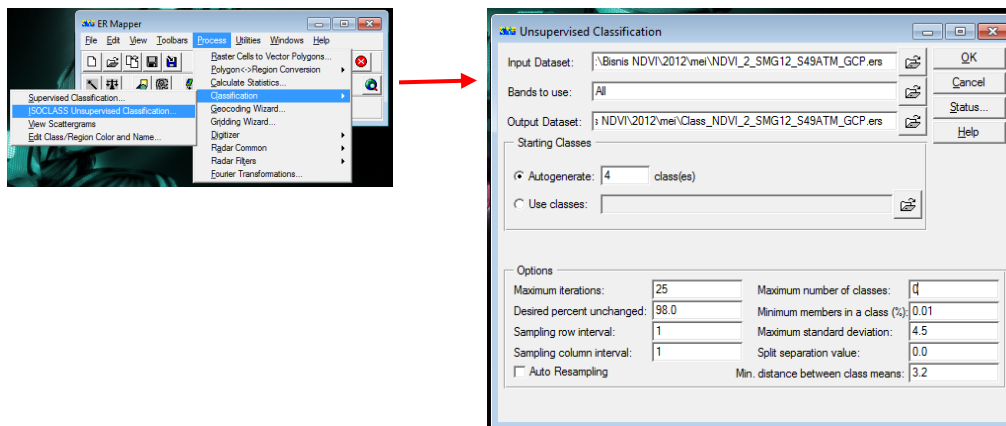 ER Mapper
File Edit View Toolbars Process Utilities Windows Help
Raster Cells to Vector Polygons...
Polygon<->Region Conversion
Calculate Statistics...
Classification
Geocoding Wizard...
Gridding Wizard...
Digitizer
Radar Common
Radar Filters
Fourier Transformations...
Supervised Classification...
ISOCLASS Unsupervised Classification...
View Scattergrams
Edit Class/Region Color and Name...
Unsupervised Classification
Input Dataset: :\Bisnis NDVI\2012\mei\NDVI_2_SMG12_S49ATM_GCP.ers
OK
Bands to use: All
Cancel
Output Dataset: s NDVI\2012\mei\Class_NDVI_2_SMG12_S49ATM_GCP.ers
Status...
Help
Starting Classes
Autogenerate: 4 class(es)
Use classes:
Options
Maximum iterations: 25 Maximum number of classes: 0
Desired percent unchanged: 98.0 Minimum members in a class (%): 0.01
Sampling row interval: 1 Maximum standard deviation: 4.5
Sampling column interval: 1 Split separation value: 0.0
Auto Resampling Min. distance between class means: 3.2